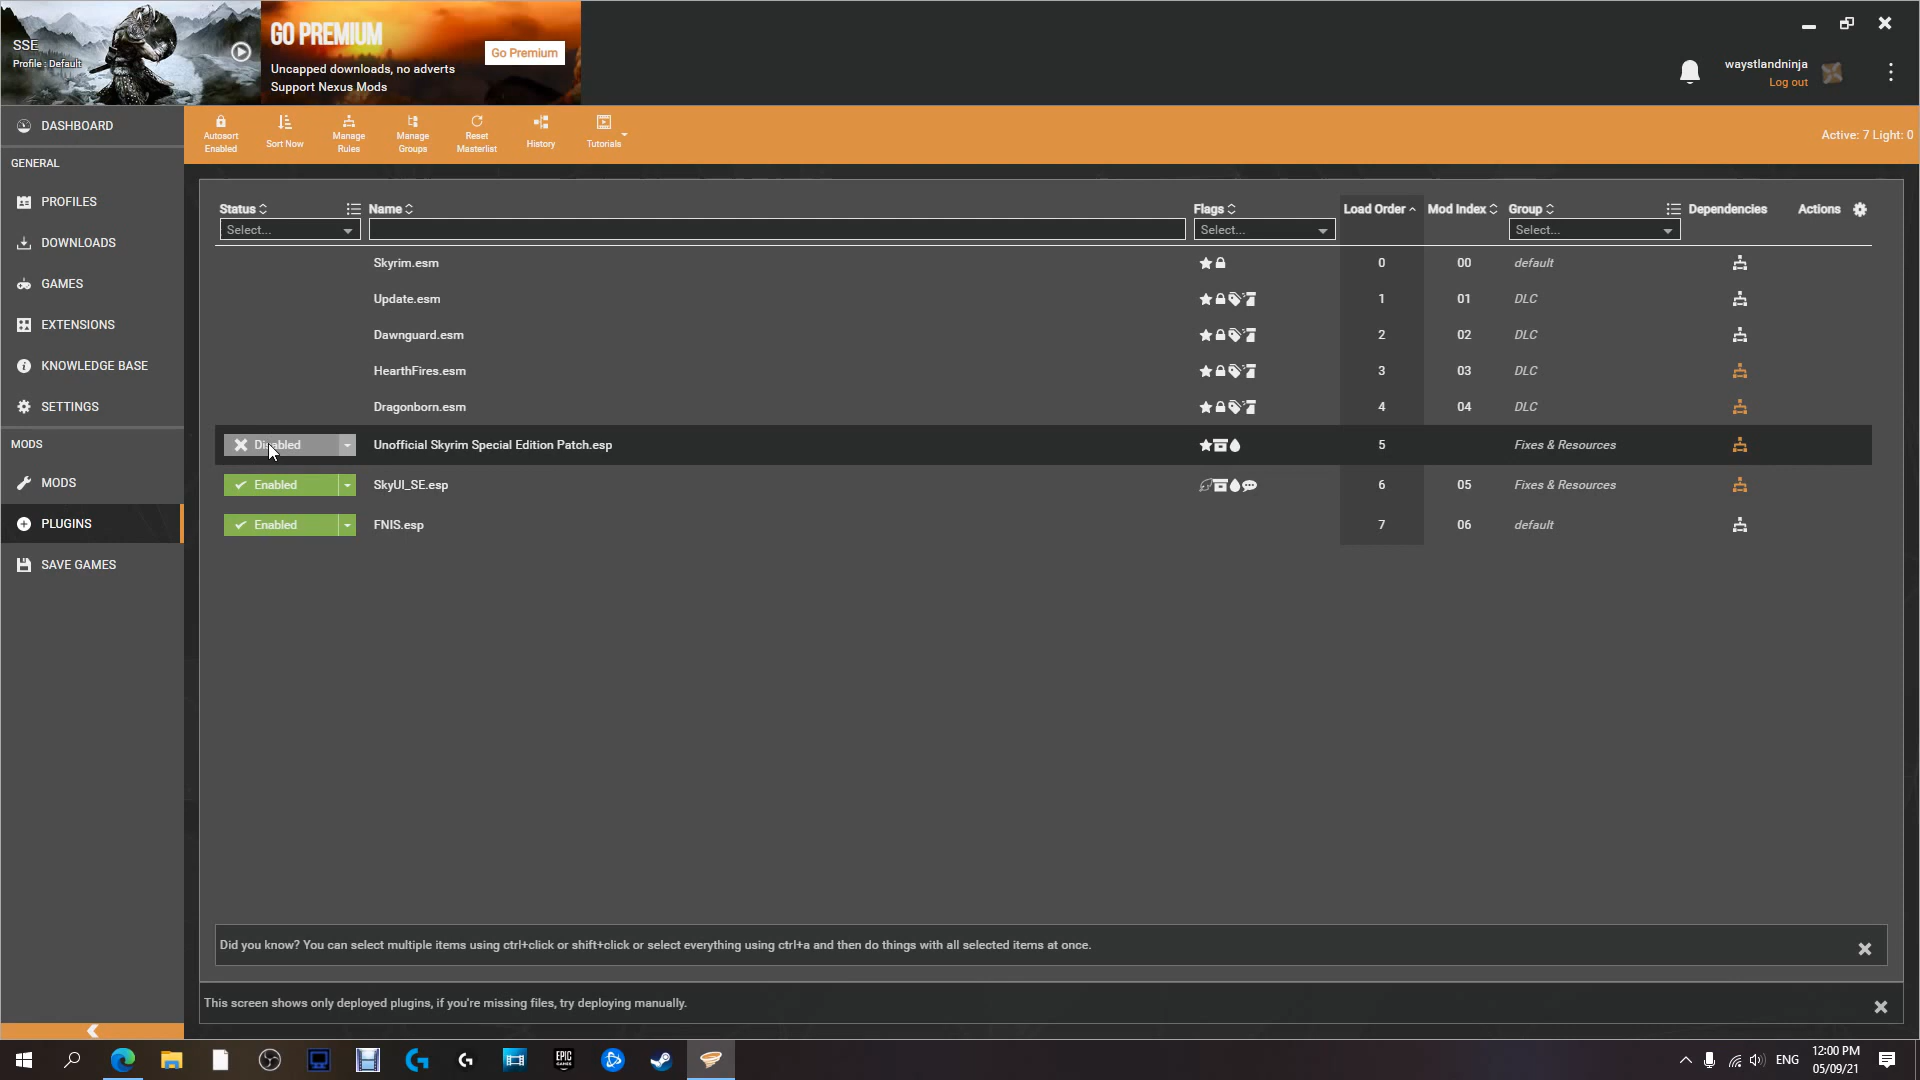 SSE
Profile : Default
GO PREMIUM
Uncapped downloads, no adverts
Support Nexus Mods
Go Premium
waystlandninja
Log out
DASHBOARD
GENERAL
PROFILES
DOWNLOADS
GAMES
EXTENSIONS
KNOWLEDGE BASE
SETTINGS
MODS
MODS
PLUGINS
SAVE GAMES
Autosort Enabled
Sort Now
Manage Rules
Manage Groups
Reset Masterlist
History
Tutorials
Active: 7 Light: 0
Status Name Flags Load Order Mod Index Group Dependencies Actions
Select... Select... Select...
Skyrim.esm 0 00 default
Update.esm 1 01 DLC
Dawnguard.esm 2 02 DLC
HearthFires.esm 3 03 DLC
Dragonborn.esm 4 04 DLC
Disabled Unofficial Skyrim Special Edition Patch.esp 5 Fixes & Resources
Enabled SkyUI_SE.esp 6 05 Fixes & Resources
Enabled FNIS.esp 7 06 default
Did you know? You can select multiple items using ctrl+click or shift+click or select everything using ctrl+a and then do things with all selected items at once.
This screen shows only deployed plugins, if you're missing files, try deploying manually.
EPIC GAMES
ENG
12:00 PM
05/09/21